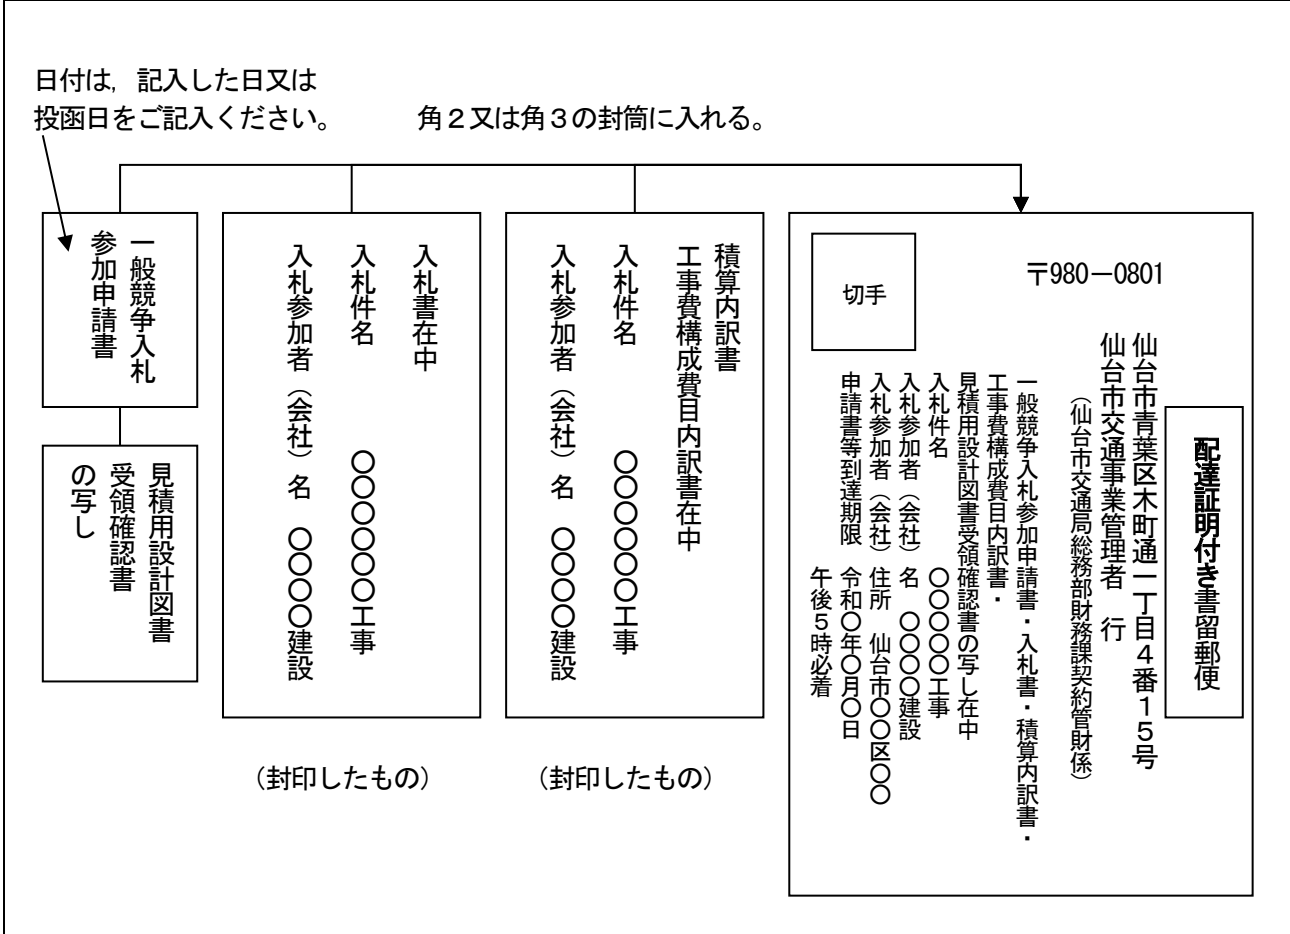 日付は，記入した日又は
投函日をご記入ください。
角２又は角３の封筒に入れる。
一般競争入札
参加申請書
見積用設計図書
受領確認書
の写し
入札書在中
入札件名　〇〇〇〇〇〇工事
入札参加者（会社）名　〇〇〇〇建設
（封印したもの）
積算内訳書
工事費構成費目内訳書在中
入札件名　〇〇〇〇〇〇工事
入札参加者（会社）名　〇〇〇〇建設
（封印したもの）
配達証明付き書留郵便
〒980－0801
仙台市青葉区木町通一丁目４番１５号
仙台市交通事業管理者　行
（仙台市交通局総務部財務課契約管財係）
切手
一般競争入札参加申請書・入札書・積算内訳書・
工事費構成費目内訳書・
見積用設計図書受領確認書の写し在中
入札件名　〇〇〇〇〇工事
入札参加者（会社）名　〇〇〇〇建設
入札参加者（会社）住所　仙台市〇〇区〇〇
申請書等到達期限　令和〇年〇月〇日
午後５時必着